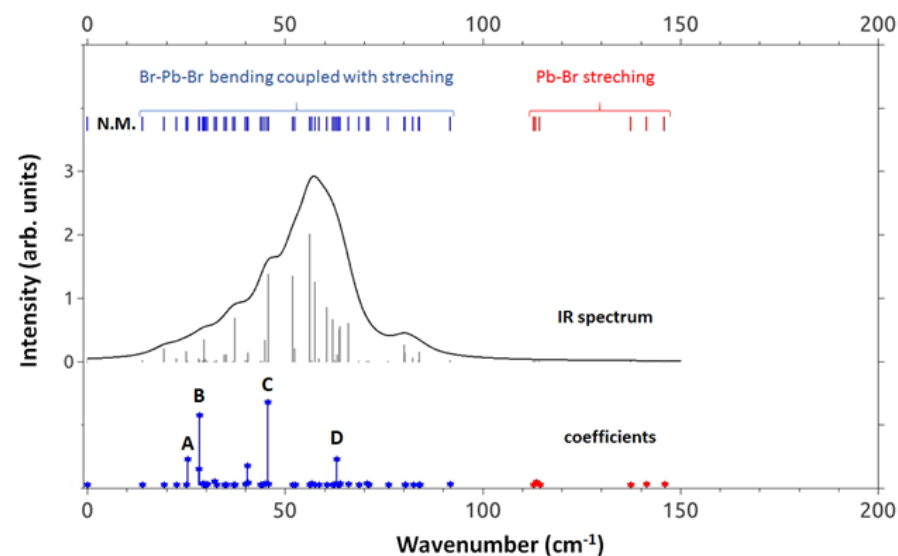 0 50 100 150 200
Br-Pb-Br bending coupled with streching Pb-Br streching
N.M.
3
2
1
0
Intensity (arb. units)
IR spectrum
A B C D
coefficients
0 50 100 150 200
Wavenumber (cm-1)